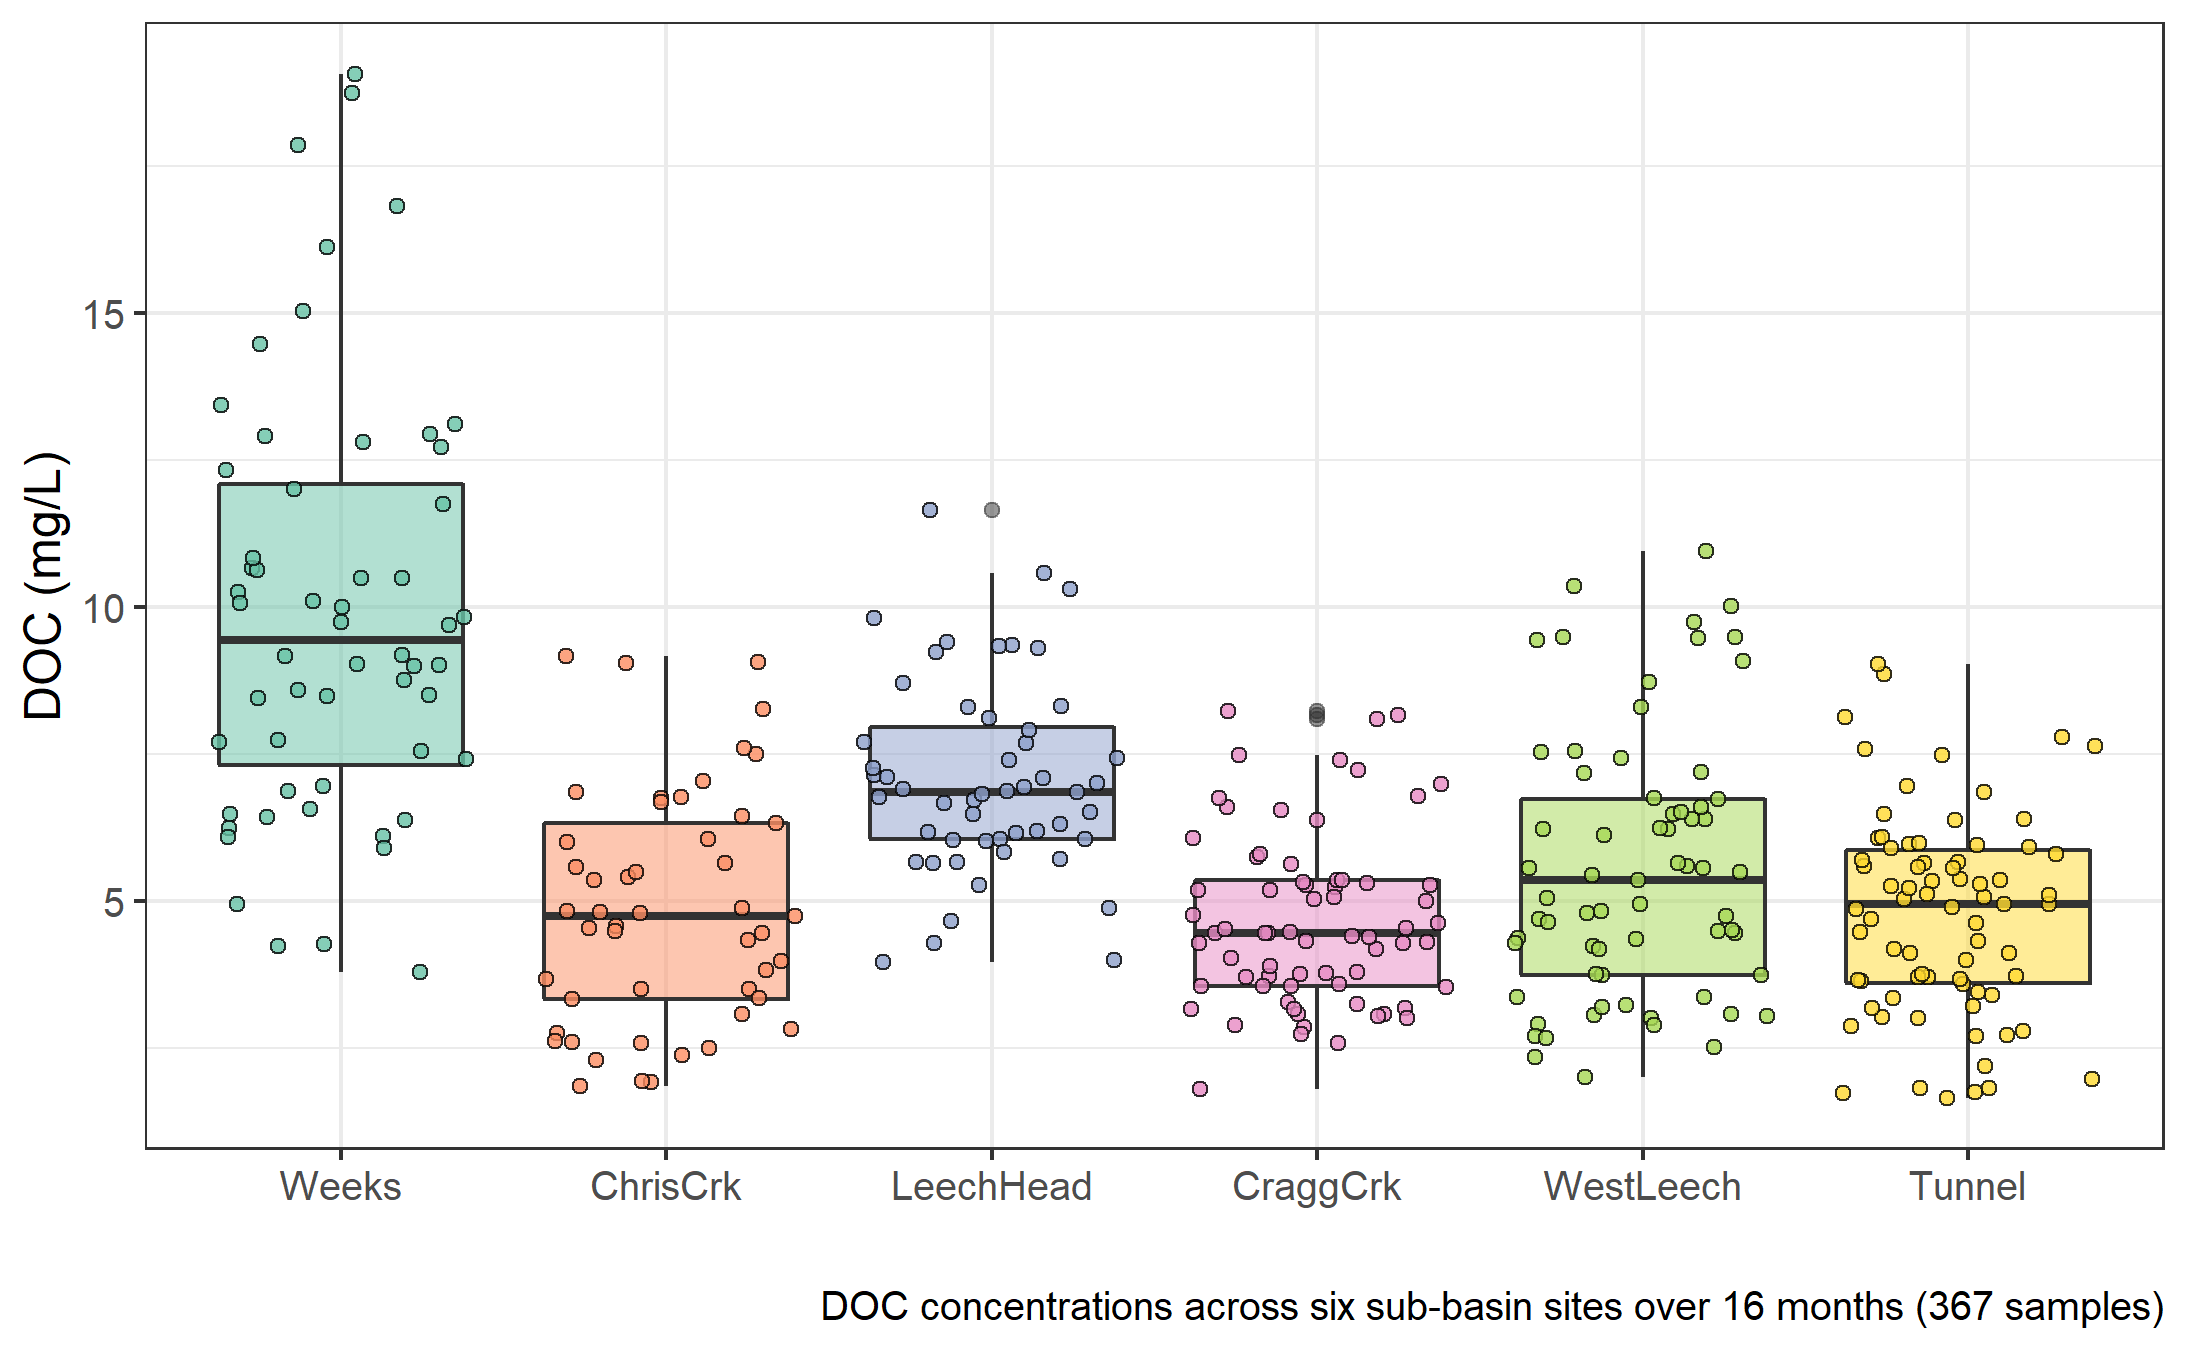 DOC (mg/L)
15
10
5
Weeks ChrisCrk LeechHead CraggCrk WestLeech Tunnel
DOC concentrations across six sub-basin sites over 16 months (367 samples)